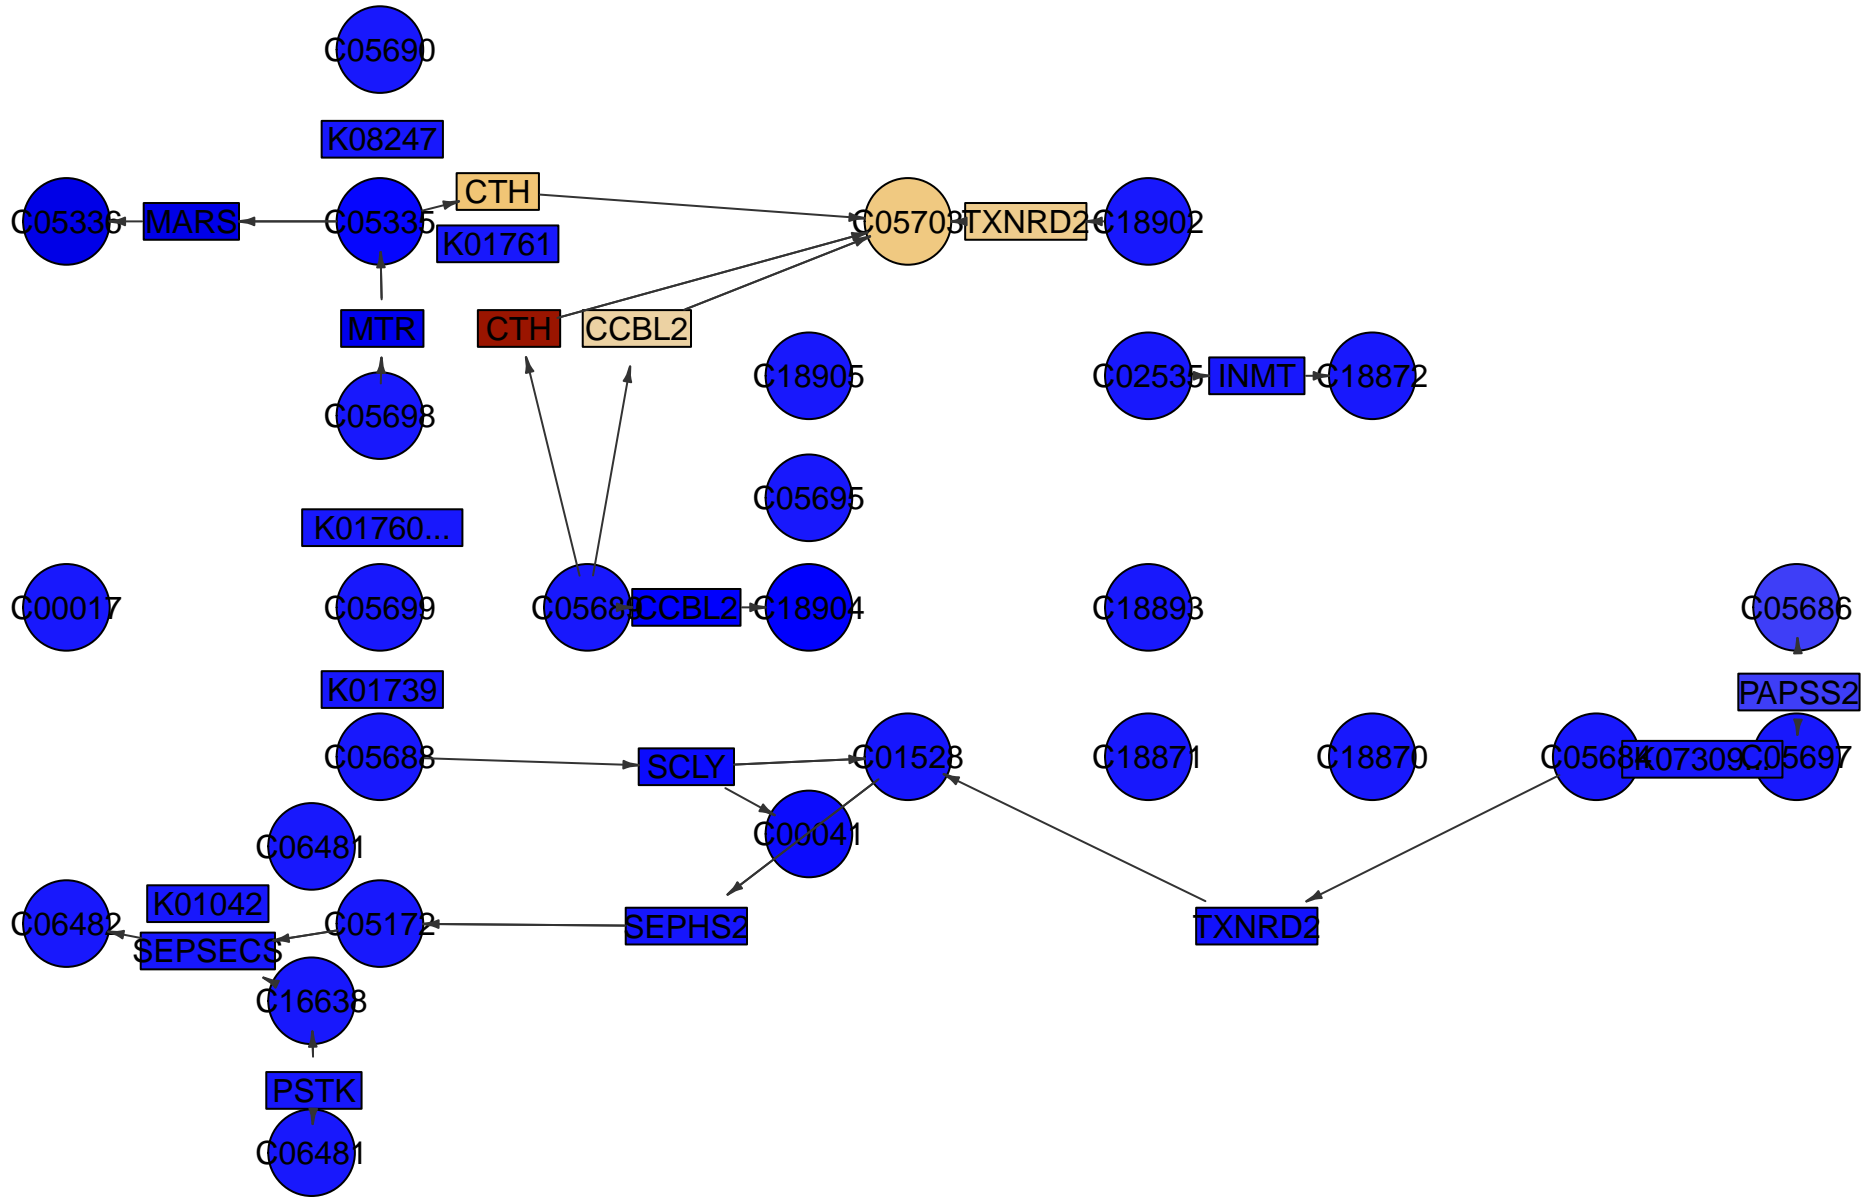 C05690
K08247
CTH
C05336
MARS
C05335
C05703
TXNRD2
C18902
K01761
MTR
CTH
CCBL2
C18905
C02535
INMT
C18872
C05698
C05695
K01760...
C00017
C05699
C05689
CCBL2
C18904
C18893
C05686
K01739
PAPSS2
C05688
SCLY
C01528
C18871
C18870
C05684
K07309...
C05697
C00041
C06481
K01042
C06482
C05172
SEPHS2
TXNRD2
SEPSECS
C16638
PSTK
C06481